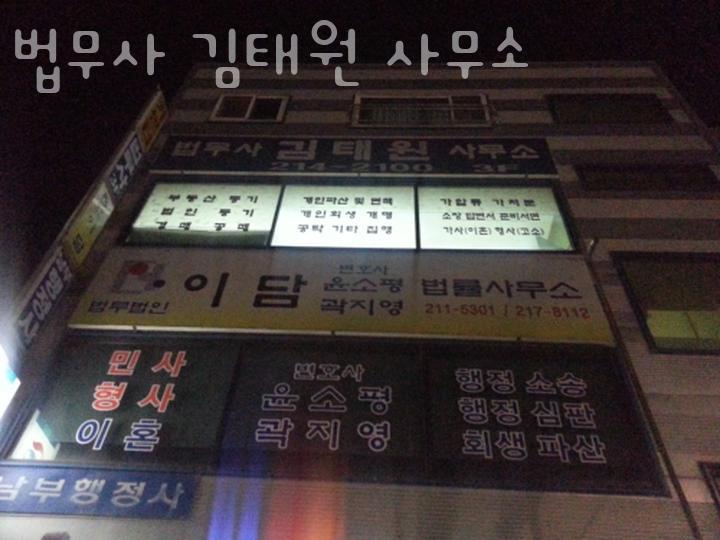 법무사 김태원 사무소
법무사 김태원 사무소
214-2100 3F
부동산 등기
법인 등기
경매 공매
개인파산 및 면책
개인회생 개명
공탁 기타 집행
가압류 가처분
소장 답변서 준비서면
가사(이혼) 형사(고소)
법무법인 이담 변호사 윤소평 곽지영 법률사무소
211-5301 / 217-8112
민사
형사
이혼
변호사
윤소평
곽지영
행정 소송
행정 심판
회생 파산
남부행정사